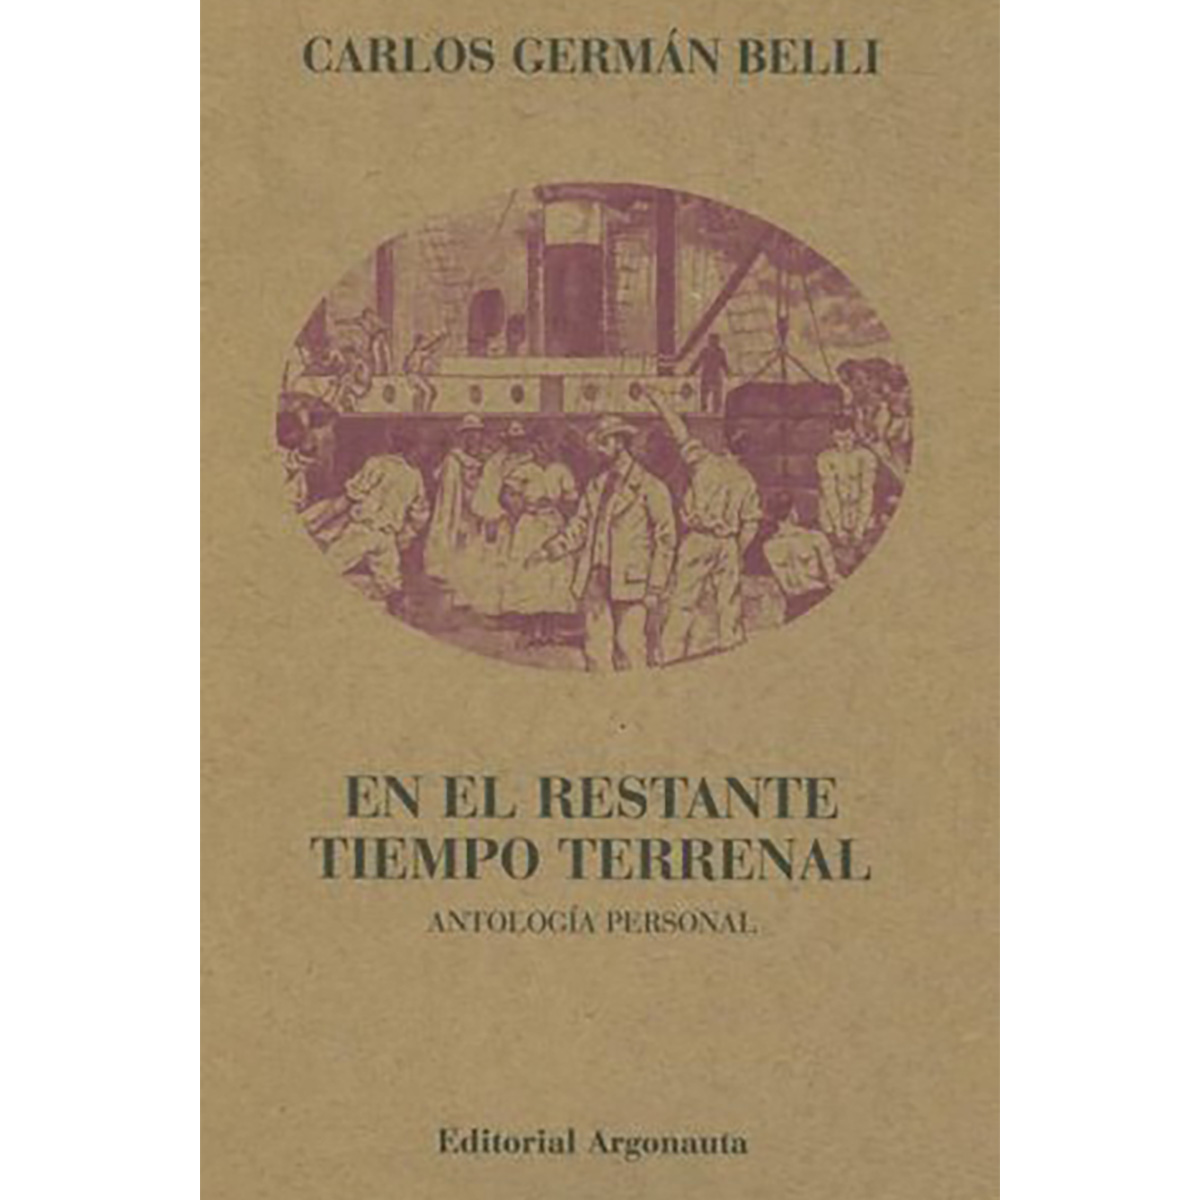 CARLOS GERMÁN BELLI
EN EL RESTANTE
TIEMPO TERRENAL
ANTOLOGÍA PERSONAL
Editorial Argonauta